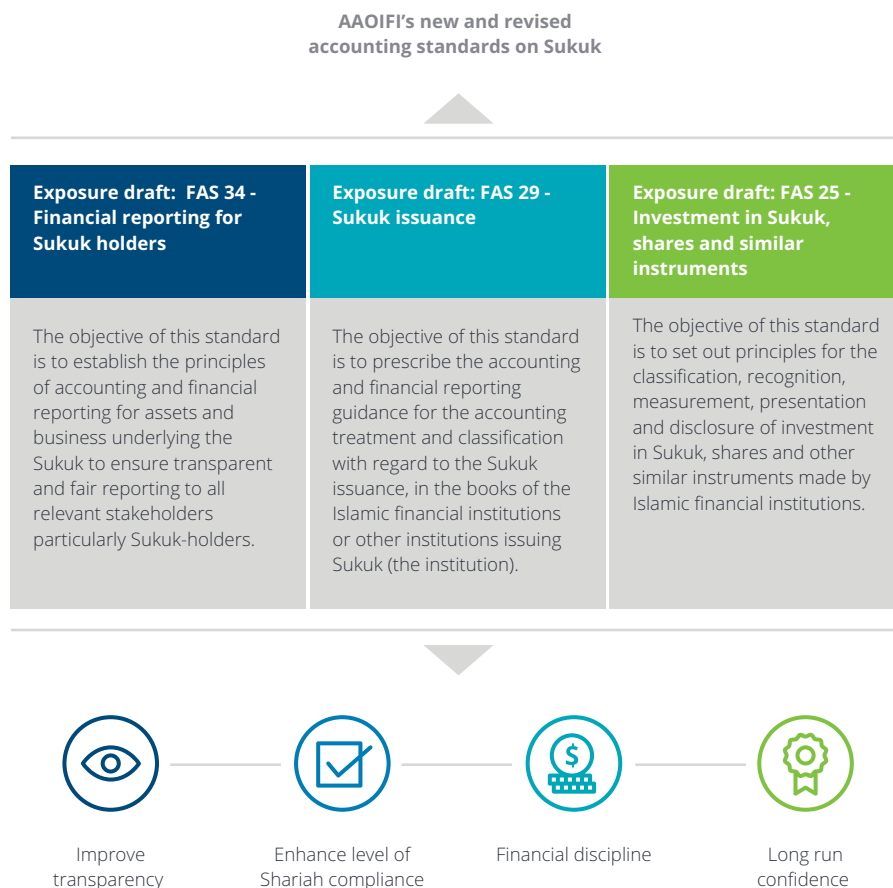 AAOIFI's new and revised
accounting standards on Sukuk
Exposure draft: FAS 34 -
Financial reporting for
Sukuk holders
The objective of this standard
is to establish the principles
of accounting and financial
reporting for assets and
business underlying the
Sukuk to ensure transparent
and fair reporting to all
relevant stakeholders
particularly Sukuk-holders.
Exposure draft: FAS 29 -
Sukuk issuance
The objective of this standard
is to prescribe the accounting
and financial reporting
guidance for the accounting
treatment and classification
with regard to the Sukuk
issuance, in the books of the
Islamic financial institutions
or other institutions issuing
Sukuk (the institution).
Exposure draft: FAS 25 -
Investment in Sukuk,
shares and similar
instruments
The objective of this standard
is to set out principles for the
classification, recognition,
measurement, presentation
and disclosure of investment
in Sukuk, shares and other
similar instruments made by
Islamic financial institutions.
$
Improve
transparency
Enhance level of
Shariah compliance
Financial discipline
Long run
confidence